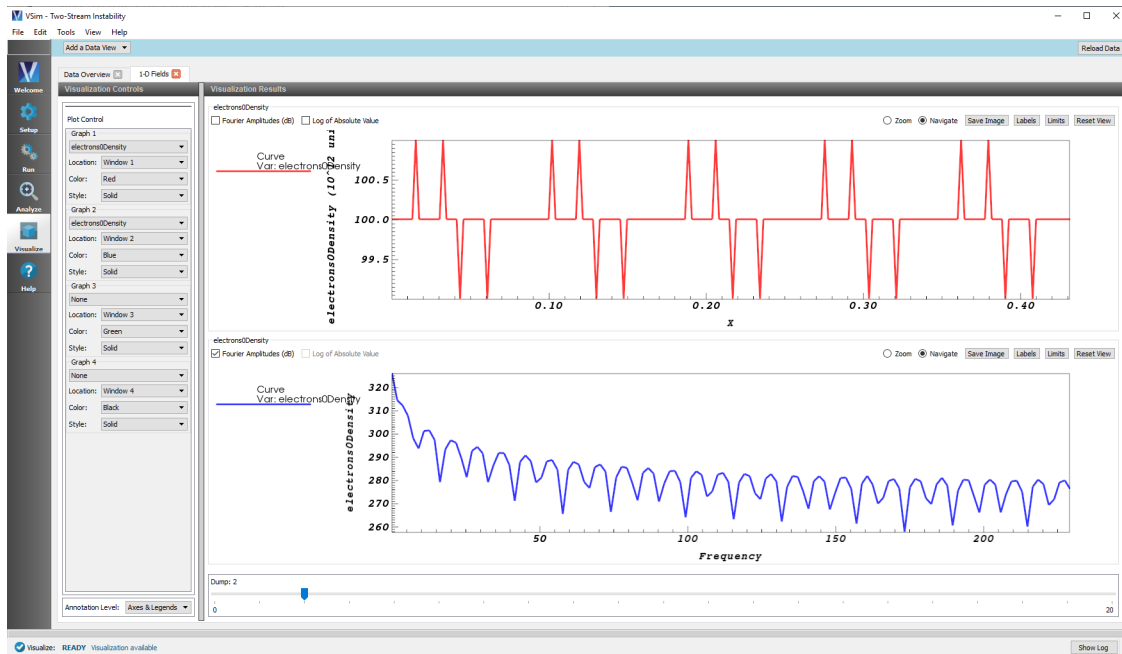 VSim - Two-Stream Instability
File Edit Tools View Help
Add a Data View
Reload Data
Welcome
Setup
Run
Analyze
Visualize
Help
Data Overview
1-D Fields
Visualization Controls
Plot Control
Graph 1
electrons0Density
Location: Window 1
Color: Red
Style: Solid
Graph 2
electrons0Density
Location: Window 2
Color: Blue
Style: Solid
Graph 3
None
Location: Window 3
Color: Green
Style: Solid
Graph 4
None
Location: Window 4
Color: Black
Style: Solid
Annotation Level: Axes & Legends
Visualization Results
electrons0Density
Fourier Amplitudes (dB) Log of Absolute Value
Zoom Navigate Save Image Labels Limits Reset View
Curve
Var: electrons0Density
electrons0Density (10^12 uni
100.5
100.0
99.5
0.10 0.20 0.30 0.40
X
electrons0Density
Fourier Amplitudes (dB) Log of Absolute Value
Zoom Navigate Save Image Labels Limits Reset View
Curve
Var: electrons0Density
electrons0Density
320
310
300
290
280
270
260
50 100 150 200
Frequency
Dump: 2
0 20
Visualize: READY Visualization available
Show Log